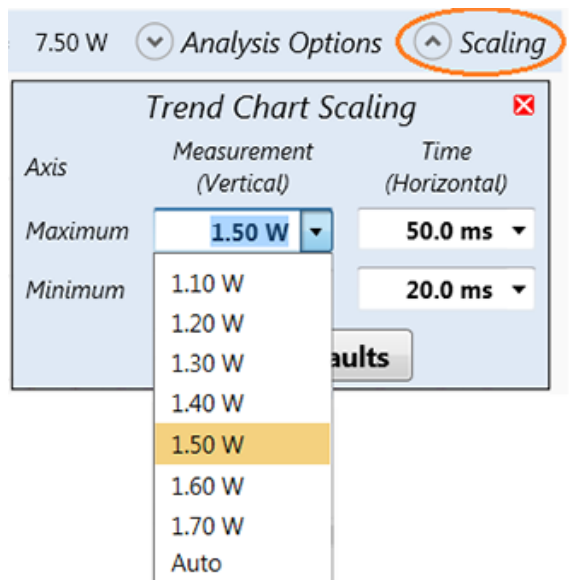 7.50 W Analysis Options Scaling
Trend Chart Scaling
Axis Measurement (Vertical) Time (Horizontal)
Maximum 1.50 W 50.0 ms
Minimum 20.0 ms
1.10 W
1.20 W
1.30 W
aults
1.40 W
1.50 W
1.60 W
1.70 W
Auto